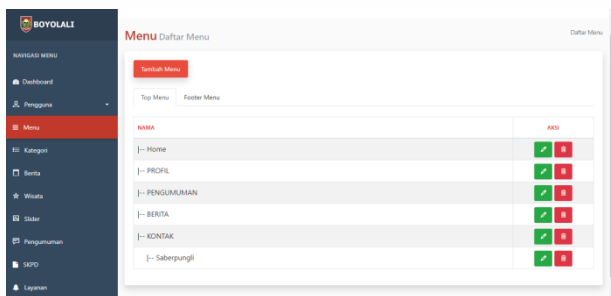 BOYOLALI
NAVIGASI MENU
Dashboard
Pengguna
Menu
Kategori
Berita
Wisata
Slider
Pengumuman
SKPD
Layanan
Menu Daftar Menu
Daftar Menu
Tambah Menu
Top Menu Footer Menu
NAMA AKSI
|-- Home
|-- PROFIL
|-- PENGUMUMAN
|-- BERITA
|-- KONTAK
|-- Saberpungli